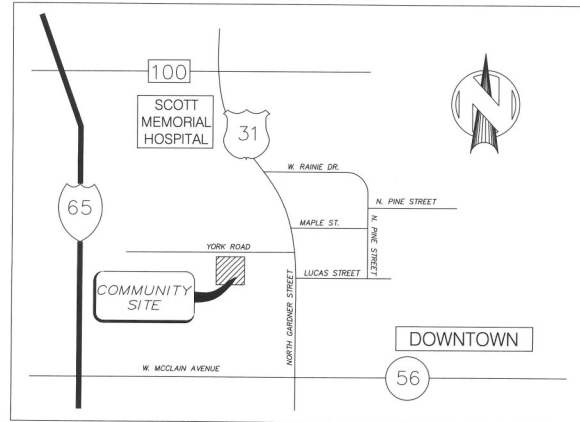 100
SCOTT
MEMORIAL
HOSPITAL
31
N
W. RAINIE DR.
65
N. PINE STREET
MAPLE ST.
N. PINE STREET
YORK ROAD
LUCAS STREET
COMMUNITY
SITE
NORTH GARDNER STREET
DOWNTOWN
W. MCCLAIN AVENUE
56